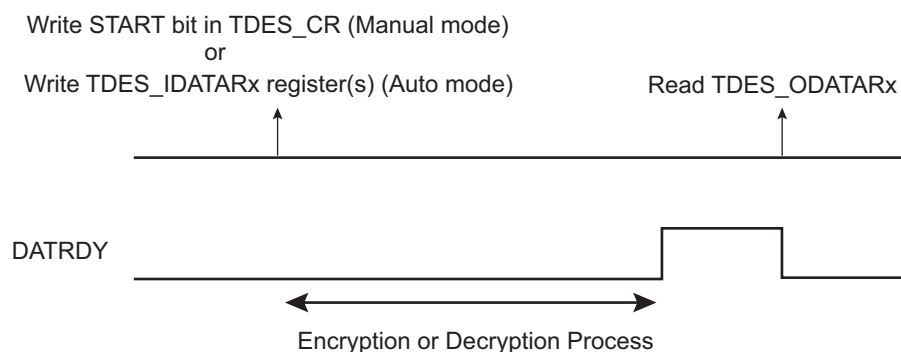 Write START bit in TDES_CR (Manual mode)
or
Write TDES_IDATARx register(s) (Auto mode)
Read TDES_ODATARx
DATRDY
Encryption or Decryption Process